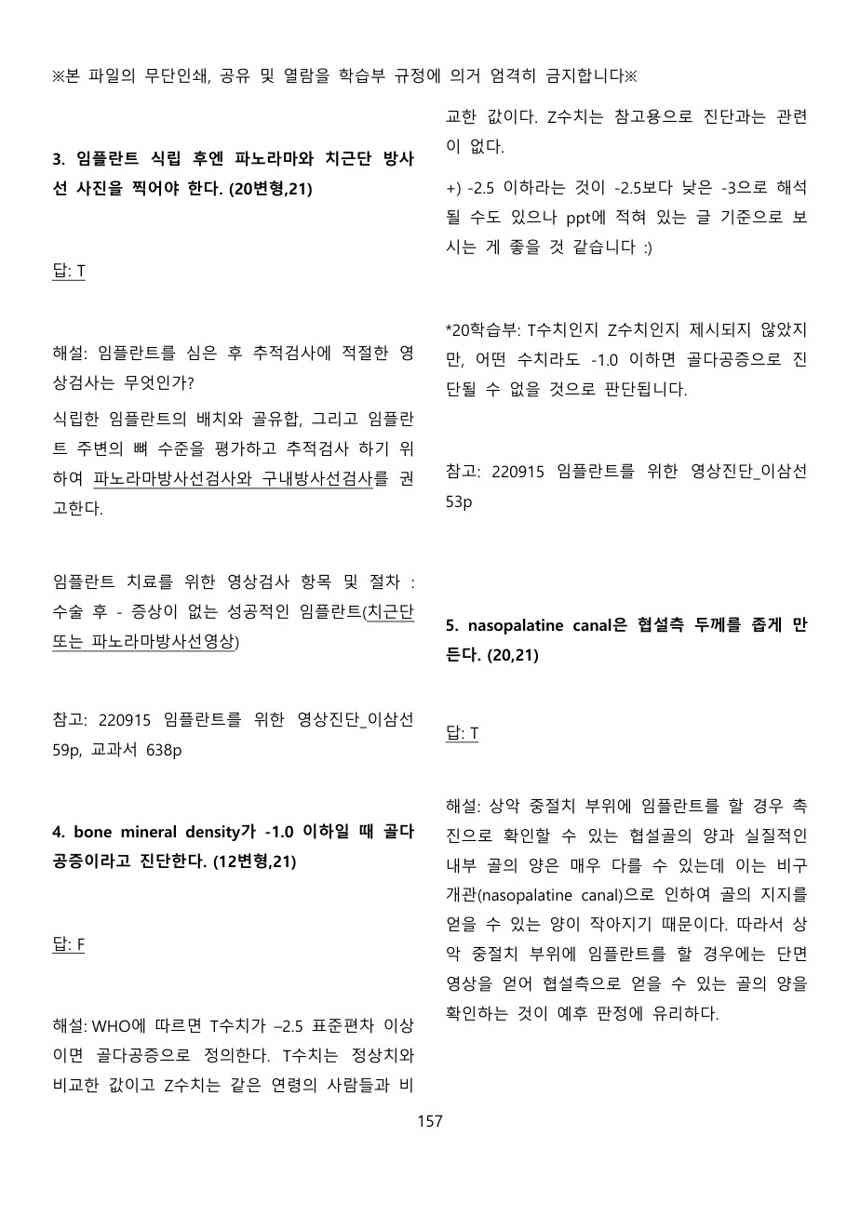 ※본 파일의 무단인쇄, 공유 및 열람을 학습부 규정에 의거 엄격히 금지합니다※
3. 임플란트 식립 후엔 파노라마와 치근단 방사
선 사진을 찍어야 한다. (20변형,21)
답: T
해설: 임플란트를 심은 후 추적검사에 적절한 영
상검사는 무엇인가?
식립한 임플란트의 배치와 골유합, 그리고 임플란
트 주변의 뼈 수준을 평가하고 추적검사 하기 위
하여 파노라마방사선검사와 구내방사선검사를 권
고한다.
임플란트 치료를 위한 영상검사 항목 및 절차 :
수술 후 - 증상이 없는 성공적인 임플란트(치근단
또는 파노라마방사선영상)
참고: 220915 임플란트를 위한 영상진단_이삼선
59p, 교과서 638p
4. bone mineral density가 -1.0 이하일 때 골다
공증이라고 진단한다. (12변형,21)
답: F
해설: WHO에 따르면 T수치가 –2.5 표준편차 이상
이면 골다공증으로 정의한다. T수치는 정상치와
비교한 값이고 Z수치는 같은 연령의 사람들과 비
교한 값이다. Z수치는 참고용으로 진단과는 관련
이 없다.
+) -2.5 이하라는 것이 -2.5보다 낮은 -3으로 해석
될 수도 있으나 ppt에 적혀 있는 글 기준으로 보
시는 게 좋을 것 같습니다 :)
*20학습부: T수치인지 Z수치인지 제시되지 않았지
만, 어떤 수치라도 -1.0 이하면 골다공증으로 진
단될 수 없을 것으로 판단됩니다.
참고: 220915 임플란트를 위한 영상진단_이삼선
53p
5. nasopalatine canal은 협설측 두께를 좁게 만
든다. (20,21)
답: T
해설: 상악 중절치 부위에 임플란트를 할 경우 촉
진으로 확인할 수 있는 협설골의 양과 실질적인
내부 골의 양은 매우 다를 수 있는데 이는 비구
개관(nasopalatine canal)으로 인하여 골의 지지를
얻을 수 있는 양이 작아지기 때문이다. 따라서 상
악 중절치 부위에 임플란트를 할 경우에는 단면
영상을 얻어 협설측으로 얻을 수 있는 골의 양을
확인하는 것이 예후 판정에 유리하다.
157